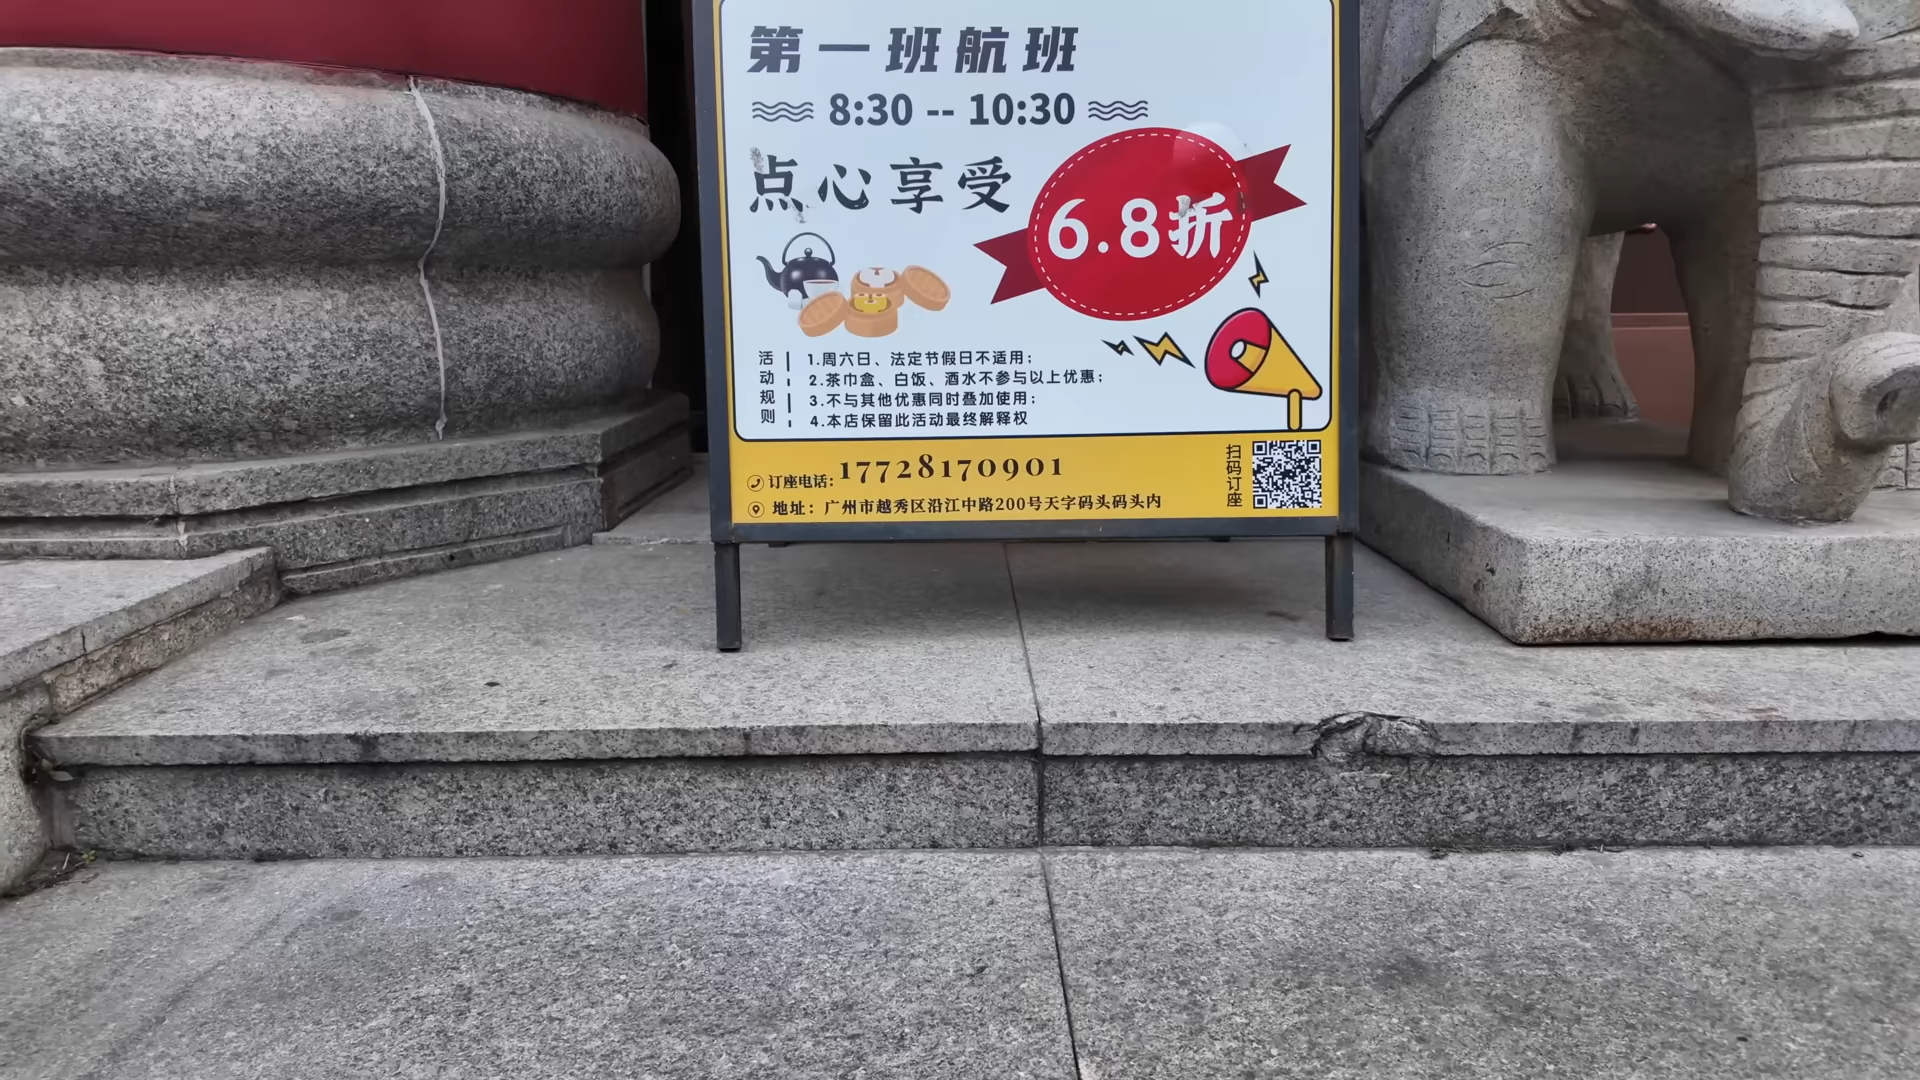 第一班航班
8:30 -- 10:30
点心享受
6.8折
活动规则
1.周六日、法定节假日不适用;
2.茶巾盒、白饭、酒水不参与以上优惠;
3.不与其他优惠同时叠加使用;
4.本店保留此活动最终解释权
订座电话:17728170901
地址:广州市越秀区沿江中路200号天字码头码头内
扫码订座